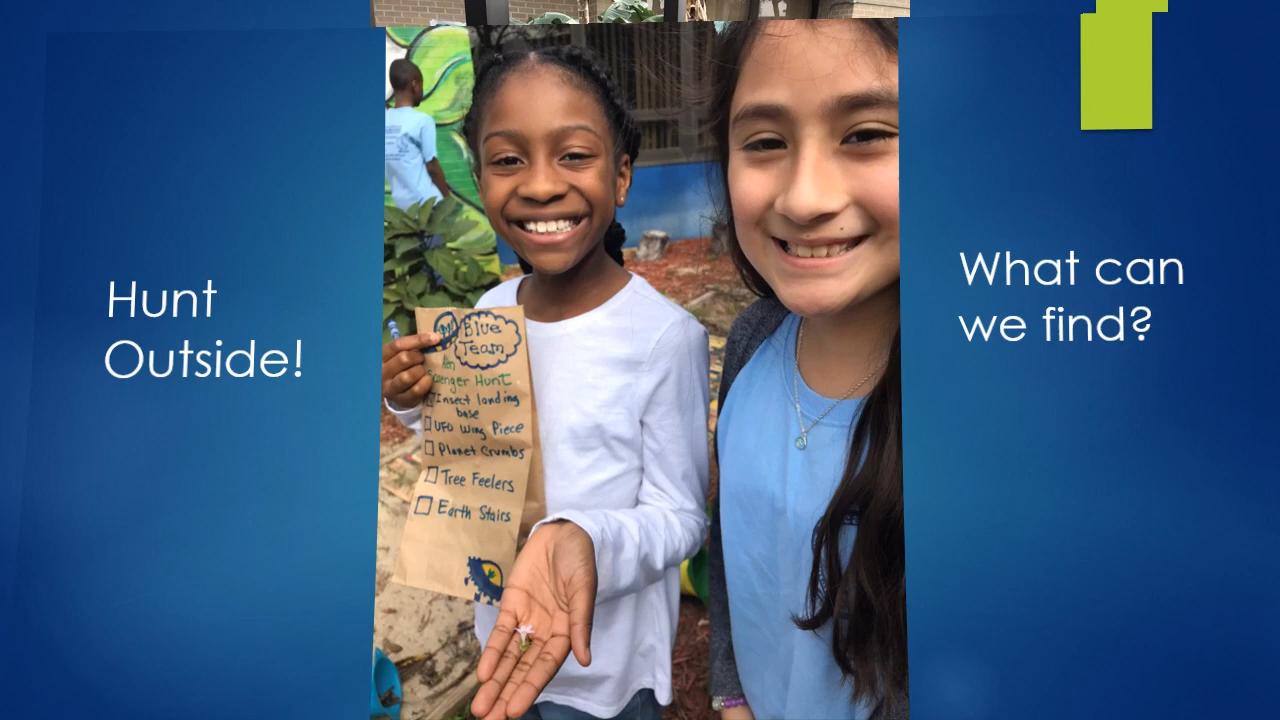 Hunt
Outside!
Blue
Team
Hunt
Insect landing
base
UFO Wing Piece
Planet Crumbs
Tree Feelers
Earth Stairs
What can
we find?